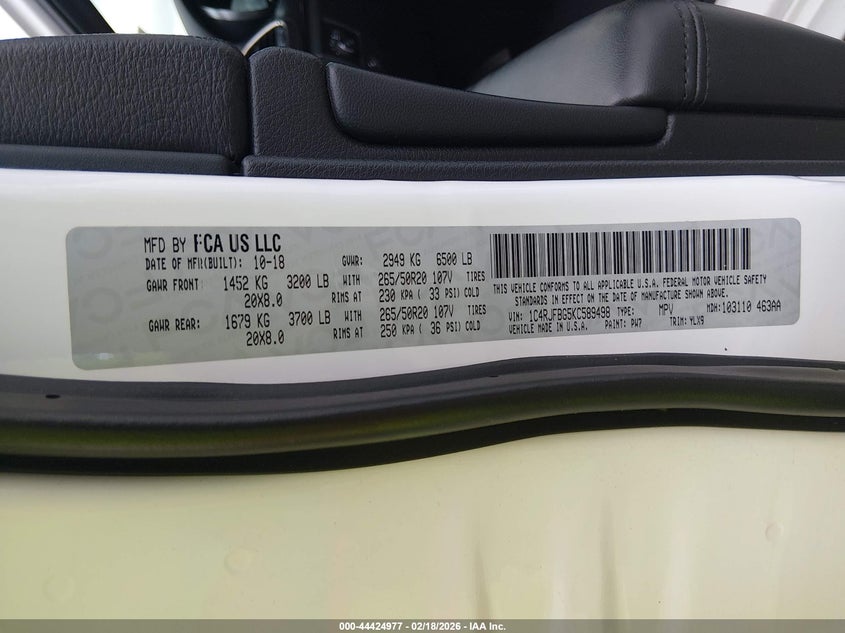 MFD BY FCA US LLC
DATE OF MFR(BUILT): 10-18 GVWR: 2949 KG 6500 LB
GAWR FRONT: 1452 KG 3200 LB WITH 265/50R20 107V TIRES
20X8.0 RIMS AT 230 KPA ( 33 PSI) COLD
GAWR REAR: 1679 KG 3700 LB WITH 265/50R20 107V TIRES
20X8.0 RIMS AT 250 KPA ( 36 PSI) COLD
THIS VEHICLE CONFORMS TO ALL APPLICABLE U.S.A. FEDERAL MOTOR VEHICLE SAFETY
STANDARDS IN EFFECT ON THE DATE OF MANUFACTURE SHOWN ABOVE.
VIN: 1C4RJFBG5KC589498 TYPE: MPV MDH:103110 463AA
VEHICLE MADE IN U.S.A. PAINT: PW7 TRIM: YLX9
000-44424977 - 02/18/2026 - IAA Inc.